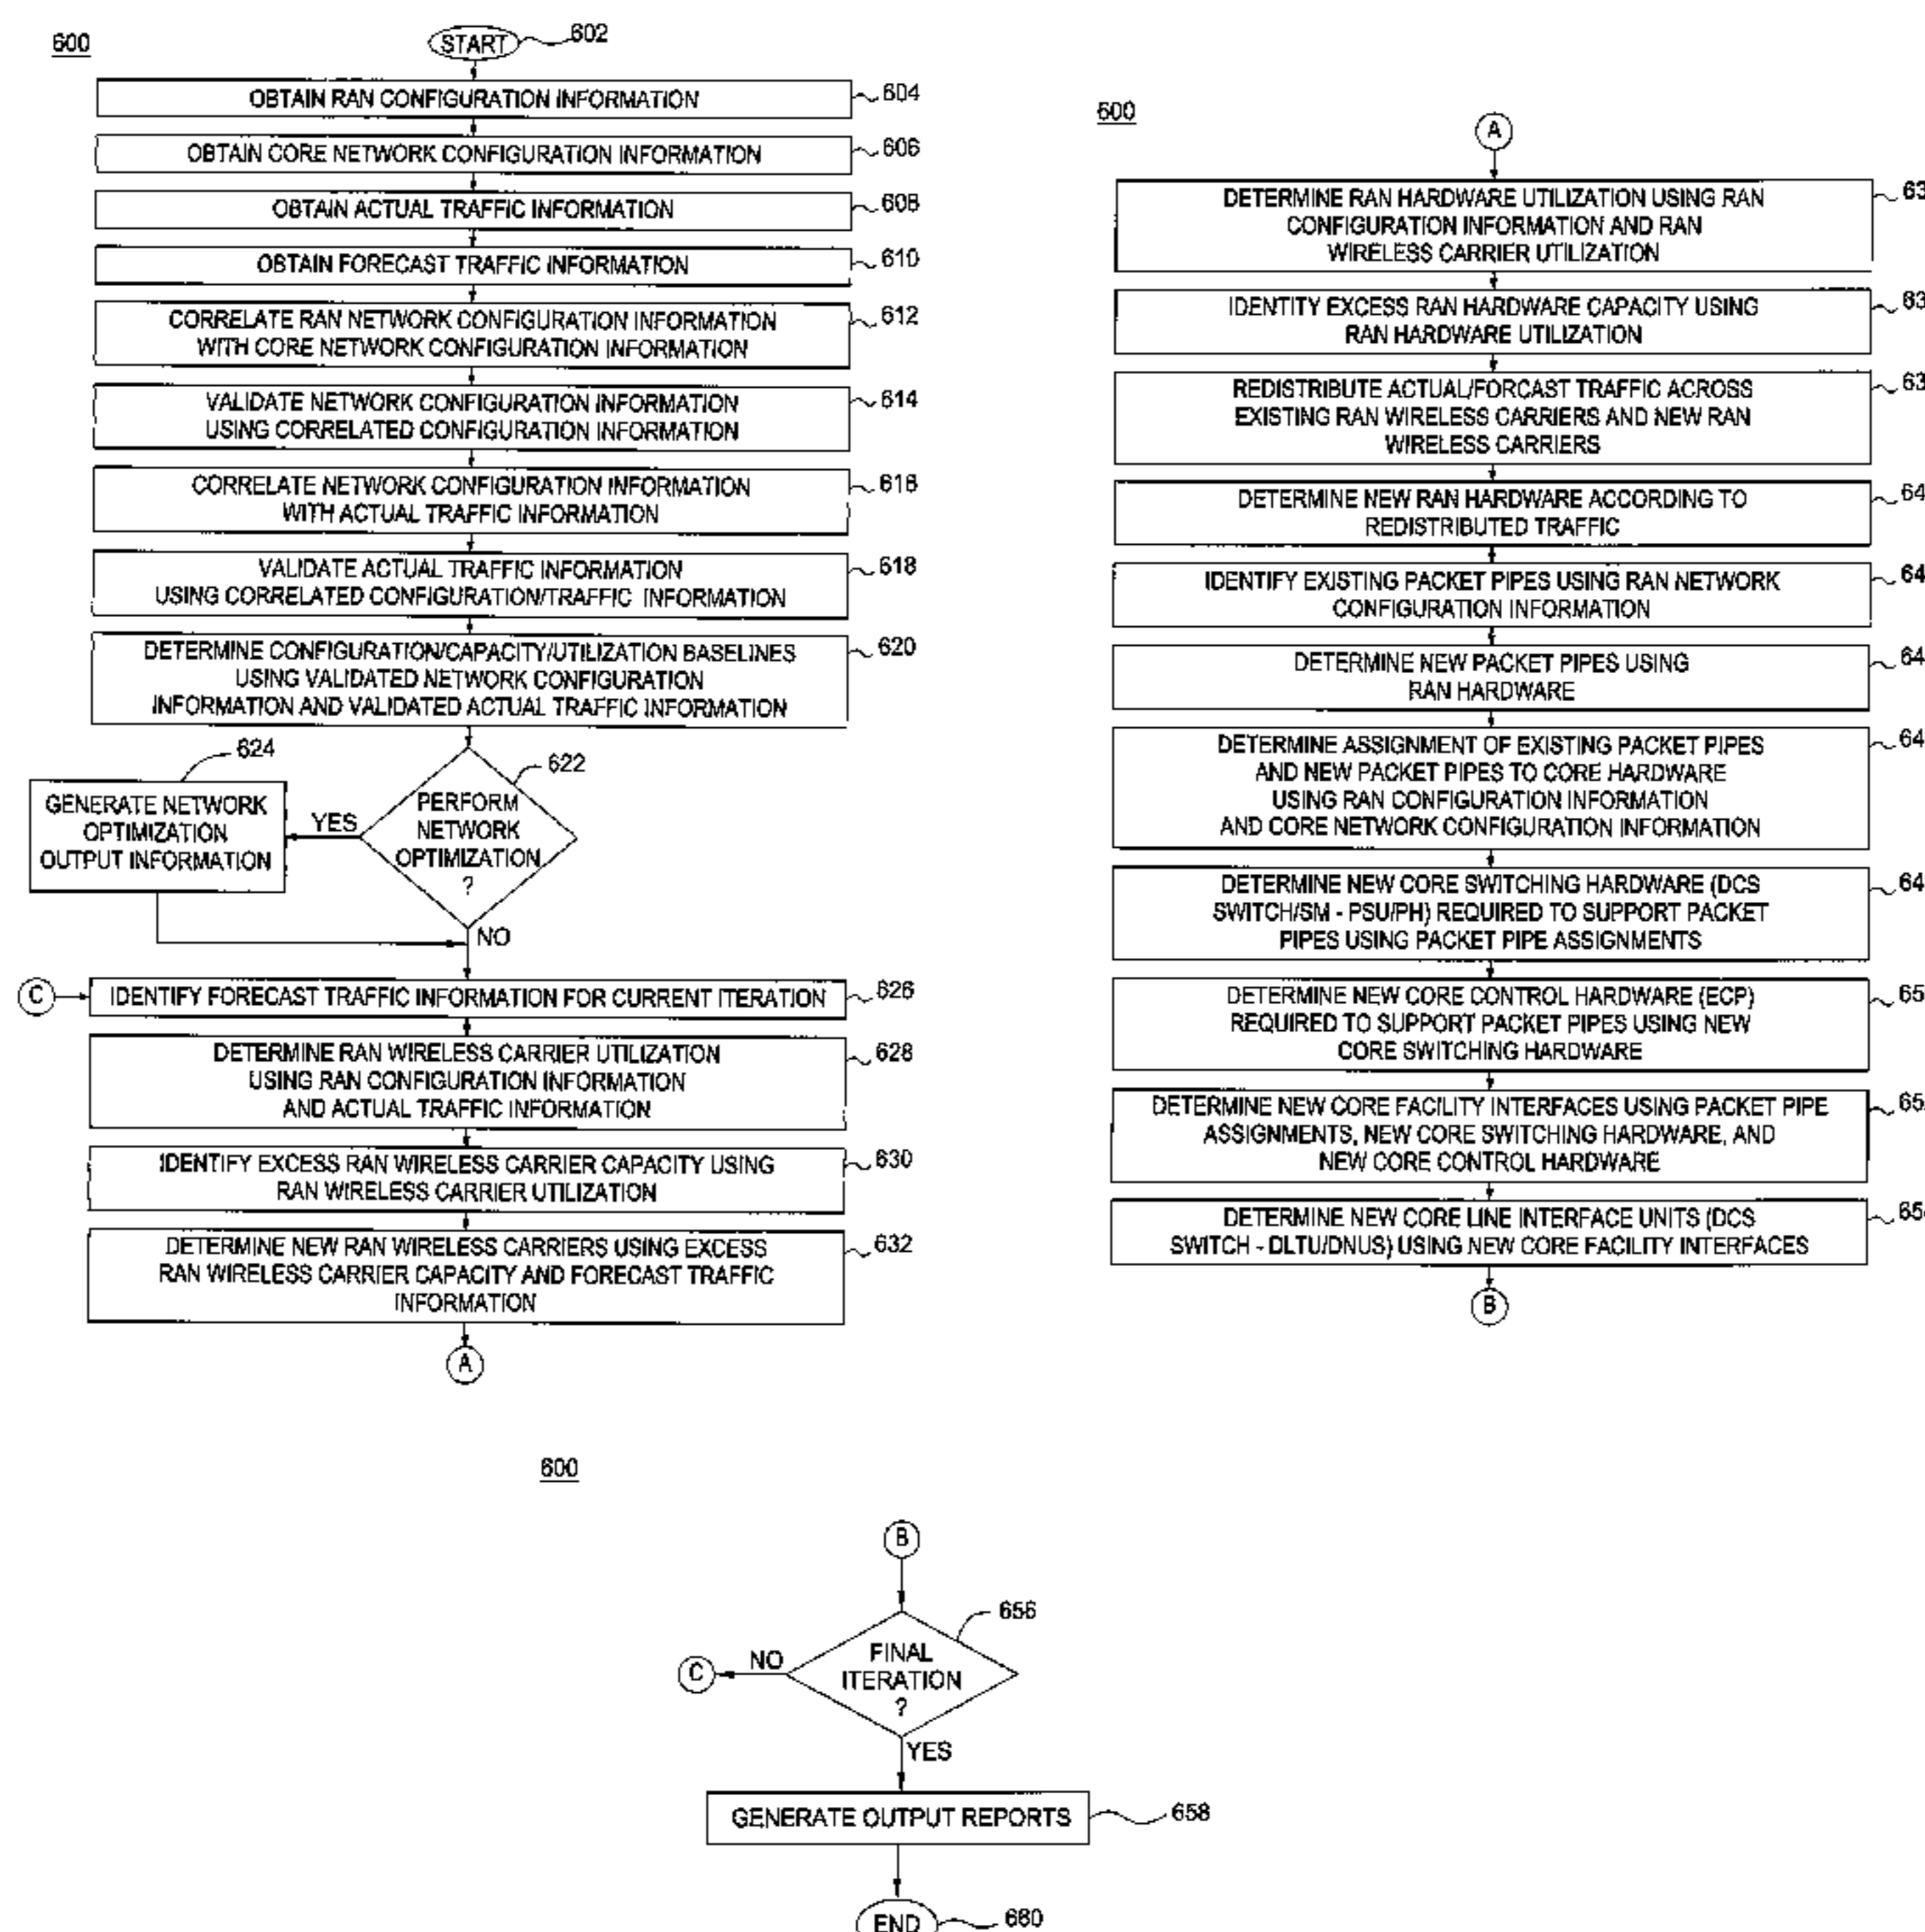 600
START 602
OBTAIN RAN CONFIGURATION INFORMATION 604
OBTAIN CORE NETWORK CONFIGURATION INFORMATION 606
OBTAIN ACTUAL TRAFFIC INFORMATION 608
OBTAIN FORECAST TRAFFIC INFORMATION 610
CORRELATE RAN NETWORK CONFIGURATION INFORMATION 612
WITH CORE NETWORK CONFIGURATION INFORMATION
VALIDATE NETWORK CONFIGURATION INFORMATION 614
USING CORRELATED CONFIGURATION INFORMATION
CORRELATE NETWORK CONFIGURATION INFORMATION 616
WITH ACTUAL TRAFFIC INFORMATION
VALIDATE ACTUAL TRAFFIC INFORMATION 618
USING CORRELATED CONFIGURATION/TRAFFIC INFORMATION
DETERMINE CONFIGURATION/CAPACITY/UTILIZATION BASELINES 620
USING VALIDATED NETWORK CONFIGURATION
INFORMATION AND VALIDATED ACTUAL TRAFFIC INFORMATION
624
622
GENERATE NETWORK
OPTIMIZATION
OUTPUT INFORMATION
YES
PERFORM
NETWORK
OPTIMIZATION
?
NO
C
IDENTIFY FORECAST TRAFFIC INFORMATION FOR CURRENT ITERATION 626
DETERMINE RAN WIRELESS CARRIER UTILIZATION 628
USING RAN CONFIGURATION INFORMATION
AND ACTUAL TRAFFIC INFORMATION
IDENTIFY EXCESS RAN WIRELESS CARRIER CAPACITY USING 630
RAN WIRELESS CARRIER UTILIZATION
DETERMINE NEW RAN WIRELESS CARRIERS USING EXCESS 632
RAN WIRELESS CARRIER CAPACITY AND FORECAST TRAFFIC
INFORMATION
A
600
A
DETERMINE RAN HARDWARE UTILIZATION USING RAN
CONFIGURATION INFORMATION AND RAN
WIRELESS CARRIER UTILIZATION
IDENTITY EXCESS RAN HARDWARE CAPACITY USING
RAN HARDWARE UTILIZATION
REDISTRIBUTE ACTUAL/FORCAST TRAFFIC ACROSS
EXISTING RAN WIRELESS CARRIERS AND NEW RAN
WIRELESS CARRIERS
DETERMINE NEW RAN HARDWARE ACCORDING TO
REDISTRIBUTED TRAFFIC
IDENTIFY EXISTING PACKET PIPES USING RAN NETWORK
CONFIGURATION INFORMATION
DETERMINE NEW PACKET PIPES USING
RAN HARDWARE
DETERMINE ASSIGNMENT OF EXISTING PACKET PIPES
AND NEW PACKET PIPES TO CORE HARDWARE
USING RAN CONFIGURATION INFORMATION
AND CORE NETWORK CONFIGURATION INFORMATION
DETERMINE NEW CORE SWITCHING HARDWARE (DCS
SWITCH/SM - PSU/PH) REQUIRED TO SUPPORT PACKET
PIPES USING PACKET PIPE ASSIGNMENTS
DETERMINE NEW CORE CONTROL HARDWARE (ECP)
REQUIRED TO SUPPORT PACKET PIPES USING NEW
CORE SWITCHING HARDWARE
DETERMINE NEW CORE FACILITY INTERFACES USING PACKET PIPE
ASSIGNMENTS, NEW CORE SWITCHING HARDWARE, AND
NEW CORE CONTROL HARDWARE
DETERMINE NEW CORE LINE INTERFACE UNITS (DCS
SWITCH - DLTU/DNUS) USING NEW CORE FACILITY INTERFACES
B
600
B
656
FINAL
ITERATION
?
NO
C
YES
GENERATE OUTPUT REPORTS 658
END 660